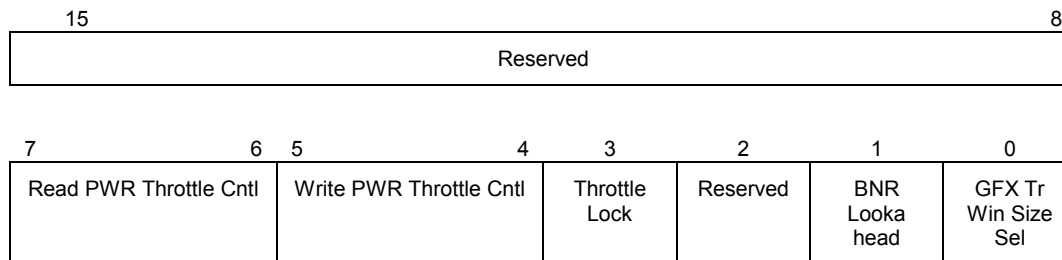 15 8
Reserved
7 6 5 4 3 2 1 0
Read PWR Throttle Cntl Write PWR Throttle Cntl Throttle Reserved BNR GFX Tr
Lock Looka Win Size
head Sel